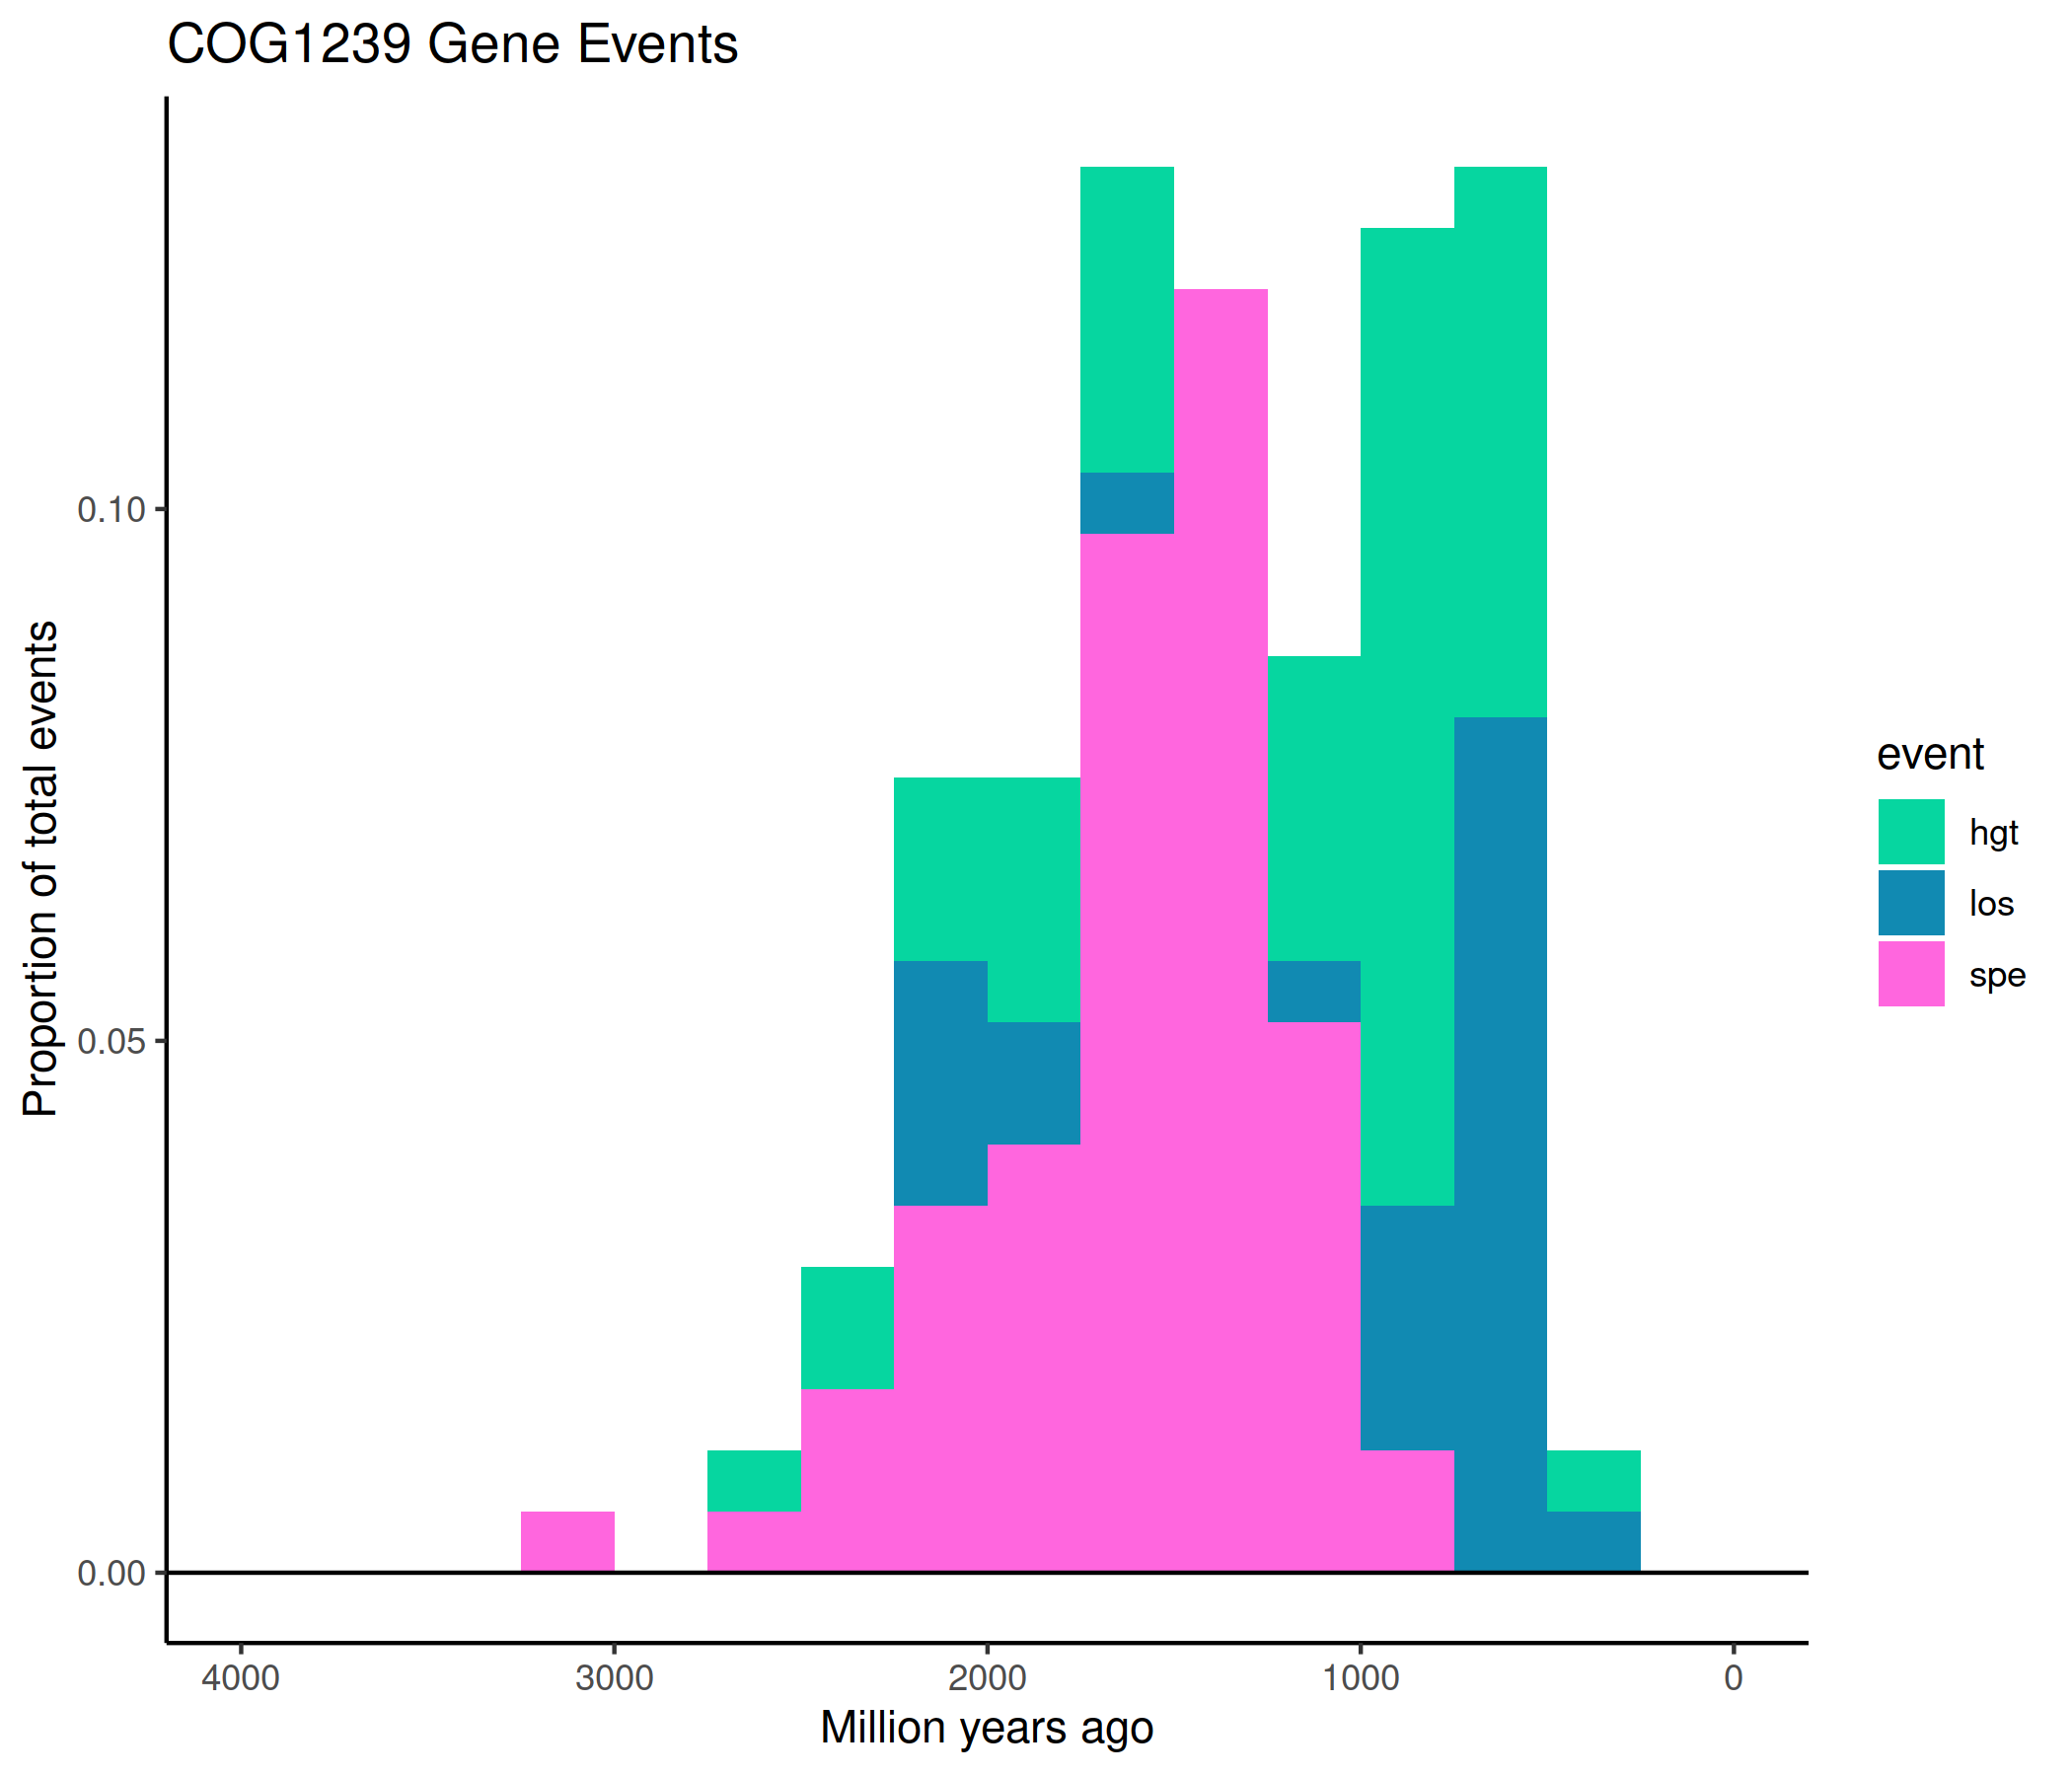 COG1239 Gene Events
Proportion of total events
0.10
0.05
0.00
4000 3000 2000 1000 0
Million years ago
event
hgt
los
spe